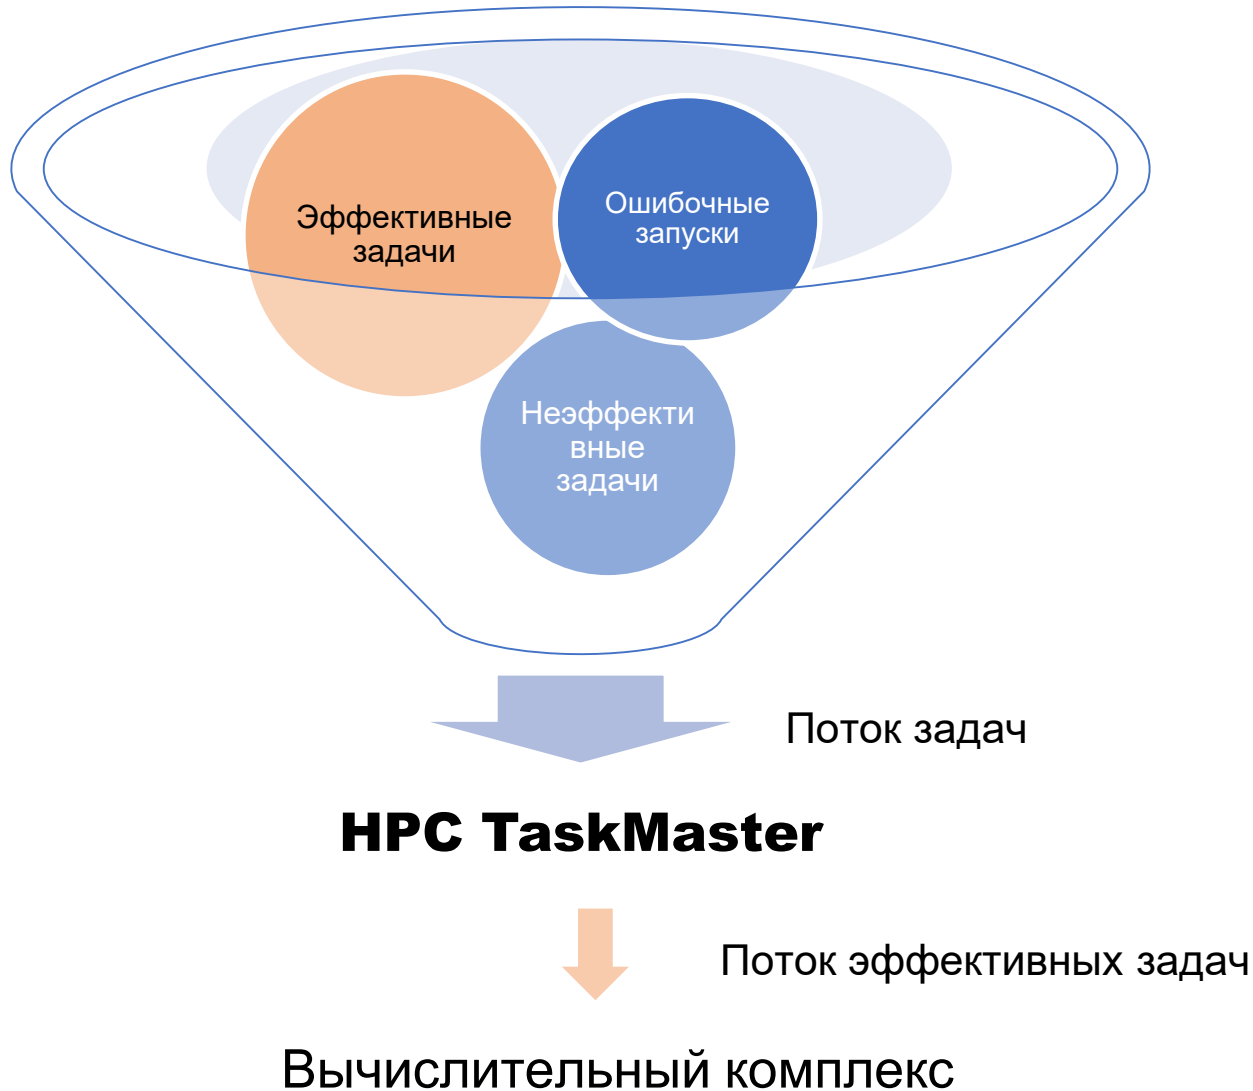 Эффективные
задачи
Ошибочные
запуски
Неэффекти
вные
задачи
Поток задач
HPC TaskMaster
Поток эффективных задач
Вычислительный комплекс